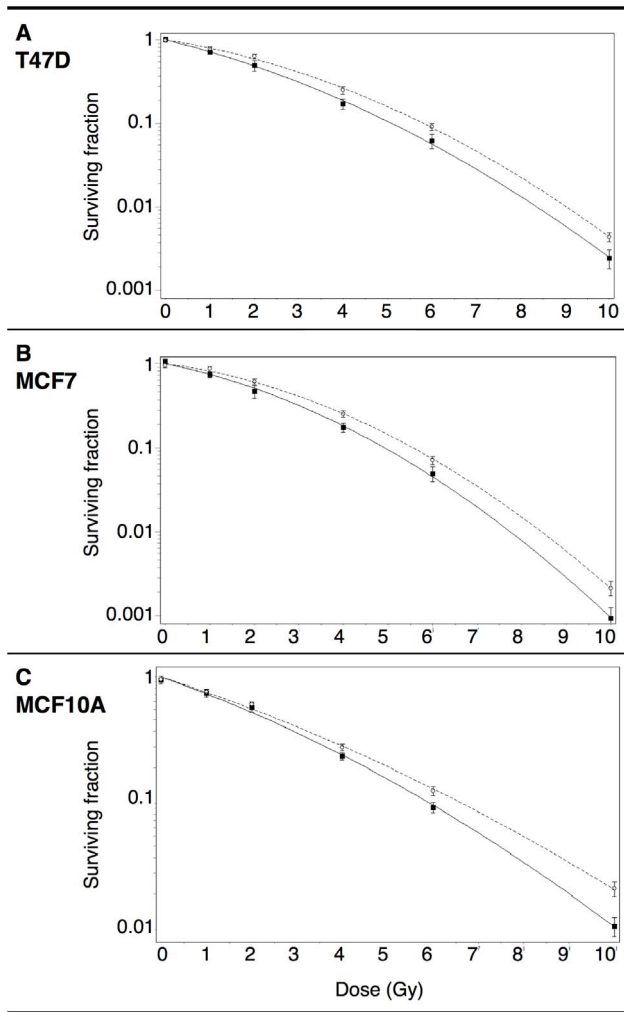 A
T47D
1
0.1
0.01
0.001
Surviving fraction
0 1 2 3 4 5 6 7 8 9 10
B
MCF7
1
0.1
0.01
0.001
Surviving fraction
0 1 2 3 4 5 6 7 8 9 10
C
MCF10A
1
0.1
0.01
Surviving fraction
0 1 2 3 4 5 6 7 8 9 10
Dose (Gy)